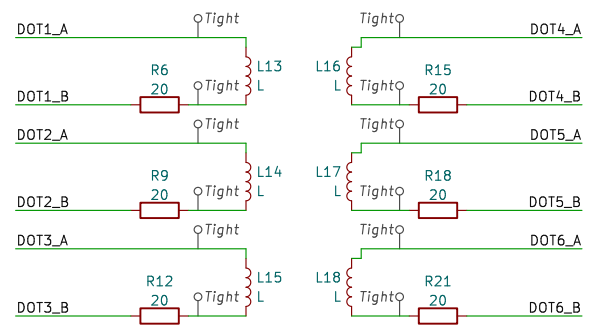 Tight Tight
DOT1_A DOT4_A
L13 L16
R6 Tight Tight R15
20 L L 20
DOT1_B DOT4_B
Tight Tight
DOT2_A DOT5_A
L14 L17
R9 Tight Tight R18
20 L L 20
DOT2_B DOT5_B
Tight Tight
DOT3_A DOT6_A
L15 L18
R12 Tight Tight R21
20 L L 20
DOT3_B DOT6_B